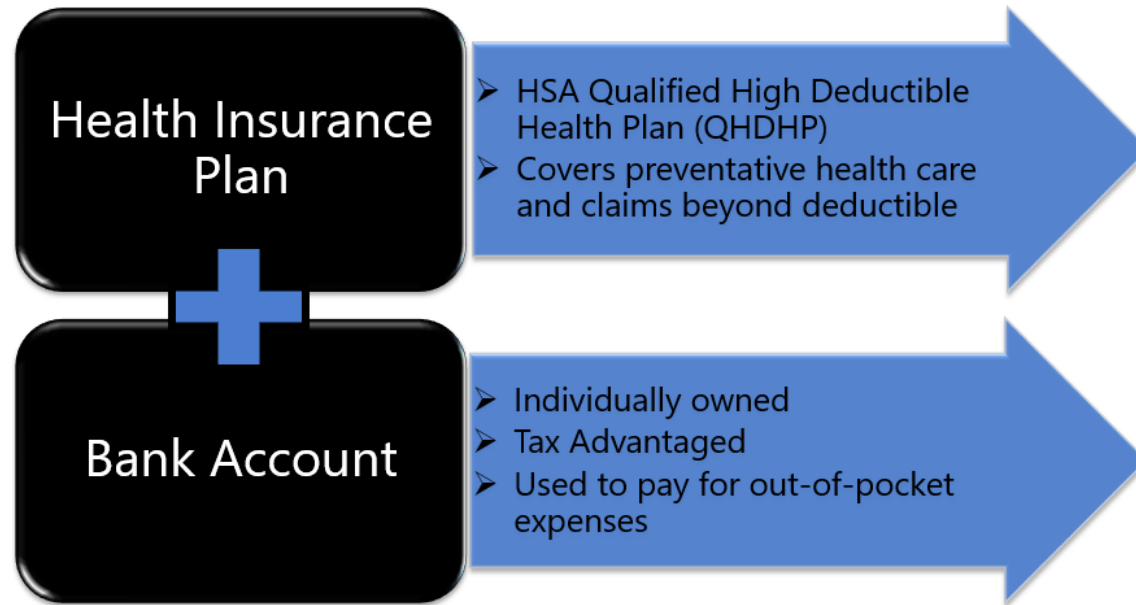 Health Insurance
Plan
➢ HSA Qualified High Deductible
Health Plan (QHDHP)
➢ Covers preventative health care
and claims beyond deductible
Bank Account
➢ Individually owned
➢ Tax Advantaged
➢ Used to pay for out-of-pocket
expenses